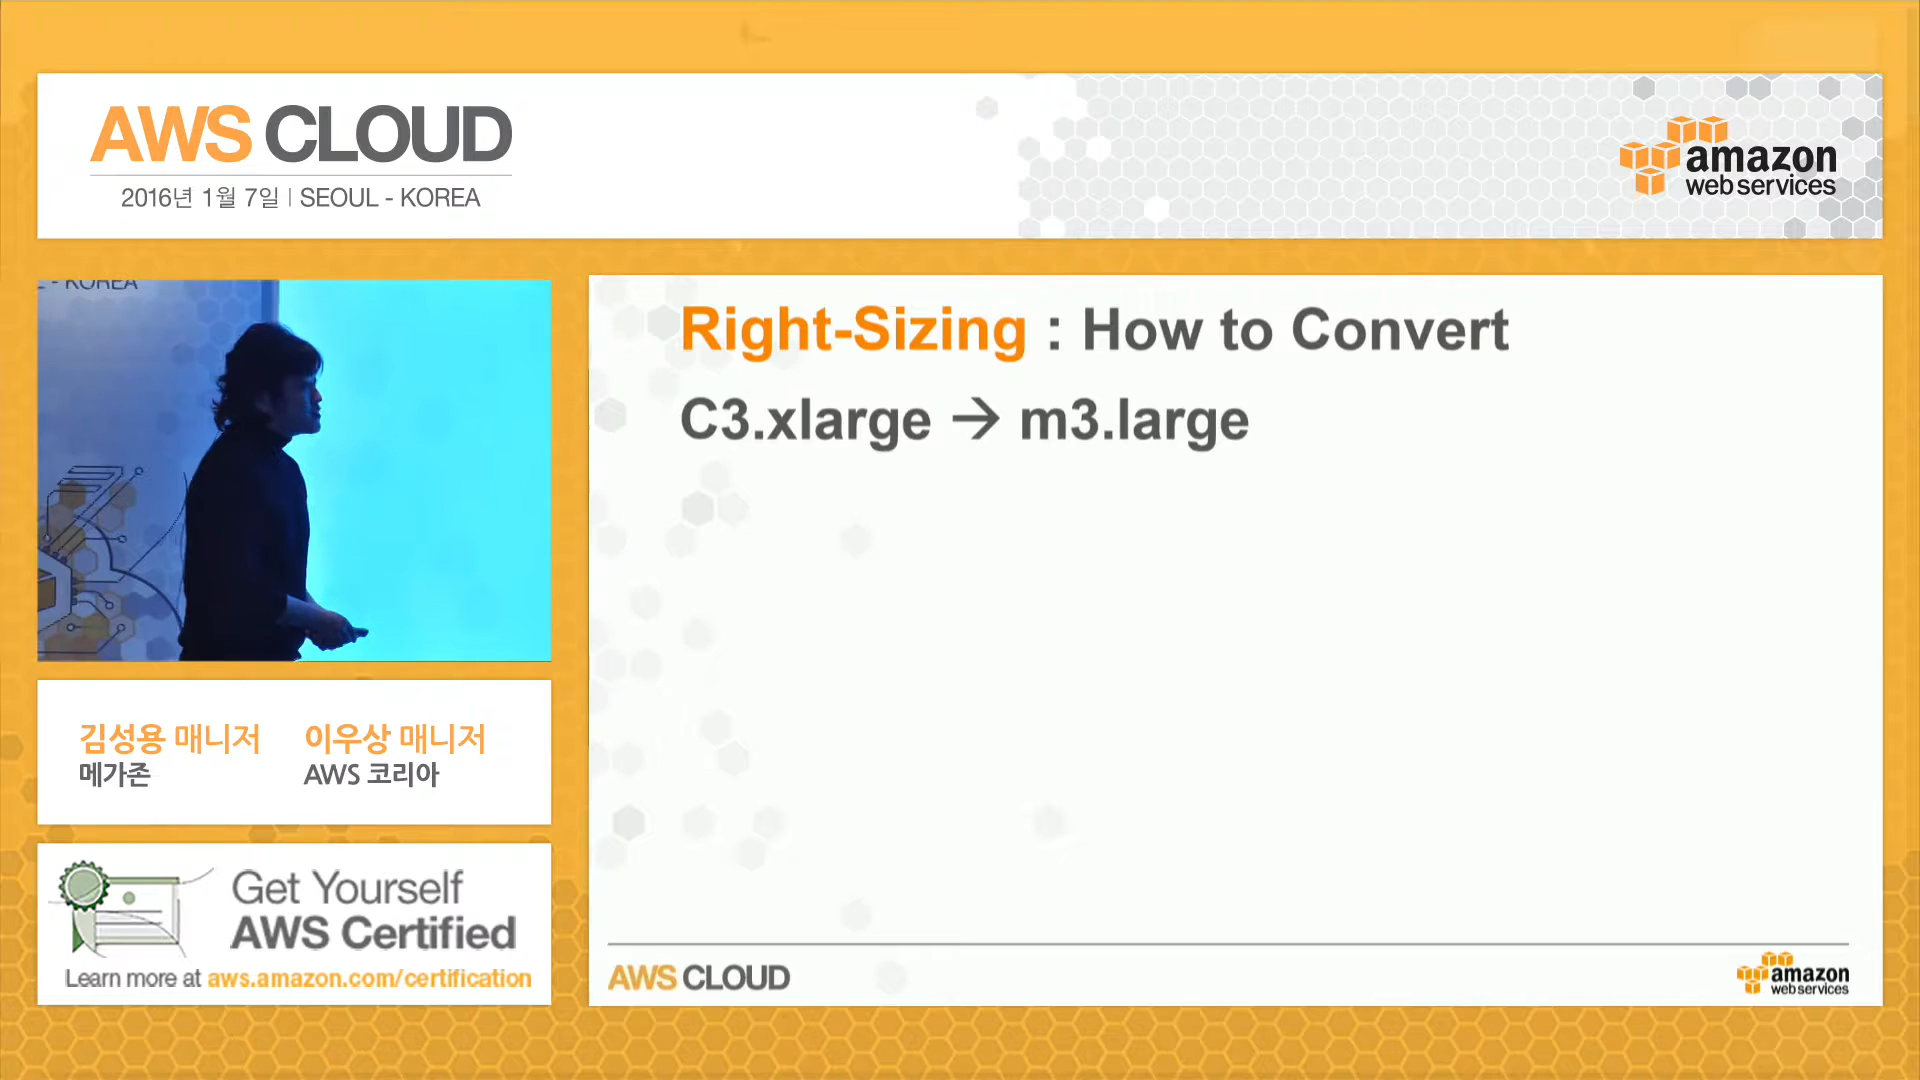 AWS CLOUD
2016년 1월 7일 | SEOUL - KOREA
amazon
web services
- KOREA
Right-Sizing : How to Convert
C3.xlarge → m3.large
김성용 매니저
메가존
이우상 매니저
AWS 코리아
Get Yourself
AWS Certified
Learn more at aws.amazon.com/certification
AWS CLOUD
amazon
web services